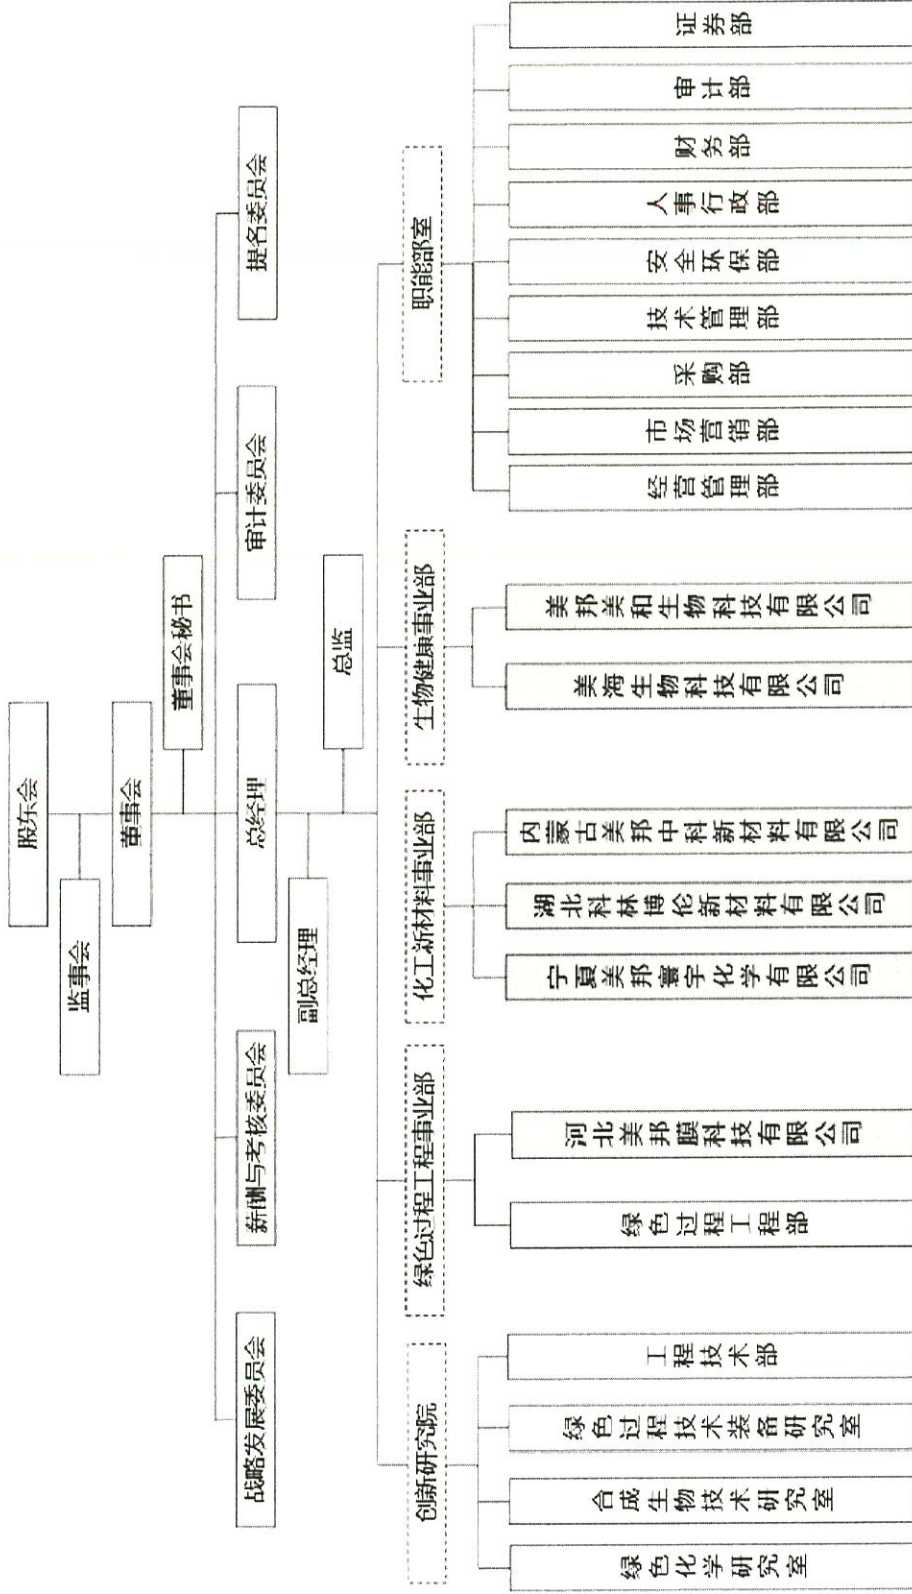 股东会
监事会
董事会
董事会秘书
战略发展委员会
薪酬与考核委员会
总经理
审计委员会
提名委员会
副总经理
总监
创新研究院
绿色过程工程事业部
化工新材料事业部
生物健康事业部
职能部室
绿色化学研究室
合成生物技术研究室
绿色过程技术装备研究室
工程技术部
绿色过程工程部
河北美邦膜科技有限公司
宁夏美邦寰宇化学有限公司
湖北科林博伦新材料有限公司
内蒙古美邦中科新材料有限公司
美海生物科技有限公司
美邦美和生物科技有限公司
经营管理部
市场营销部
采购部
技术管理部
安全环保部
人事行政部
财务部
审计部
证券部